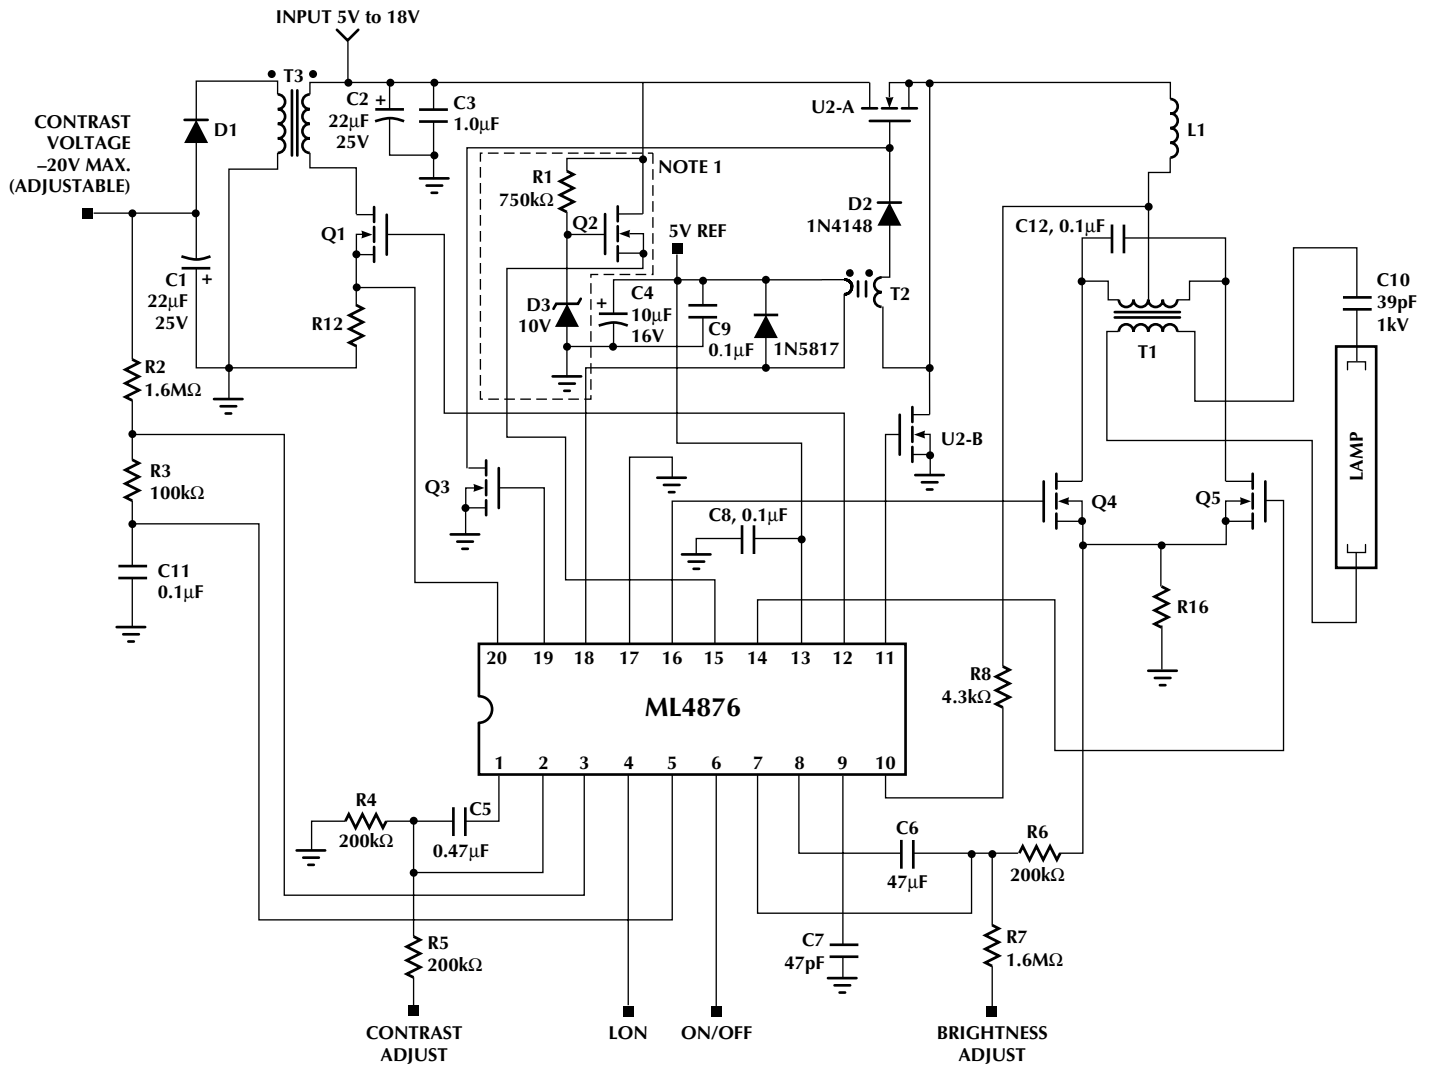 INPUT 5V to 18V
T3
C2
+
22µF
25V
C3
1.0µF
U2-A
L1
CONTRAST
VOLTAGE
–20V MAX.
(ADJUSTABLE)
D1
NOTE 1
R1
750kΩ
Q2
D2
1N4148
Q1
5V REF
C12, 0.1µF
C1
+
22µF
25V
R12
D3
10V
+
C4
10µF
16V
C9
0.1µF
1N5817
T2
T1
C10
39pF
1kV
R2
1.6MΩ
U2-B
R3
100kΩ
Q3
C8, 0.1µF
Q4
Q5
LAMP
C11
0.1µF
R16
20 19 18 17 16 15 14 13 12 11
ML4876
R8
4.3kΩ
1 2 3 4 5 6 7 8 9 10
R4
200kΩ
C5
0.47µF
C6
47µF
R6
200kΩ
R5
200kΩ
C7
47pF
R7
1.6MΩ
CONTRAST
ADJUST
LON
ON/OFF
BRIGHTNESS
ADJUST